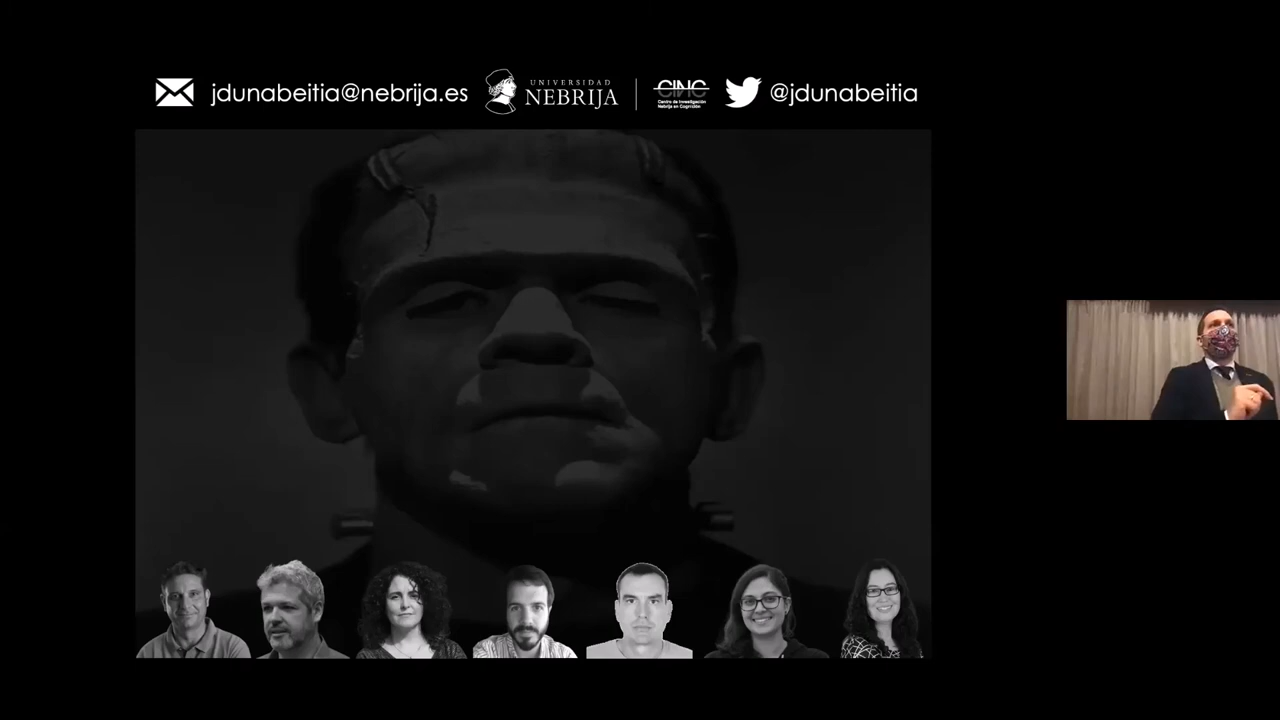 jdunabeitia@nebrija.es
UNIVERSIDAD
NEBRIJA
CINC
Centro de Investigación
Nebrija en Cognición
@jdunabeitia